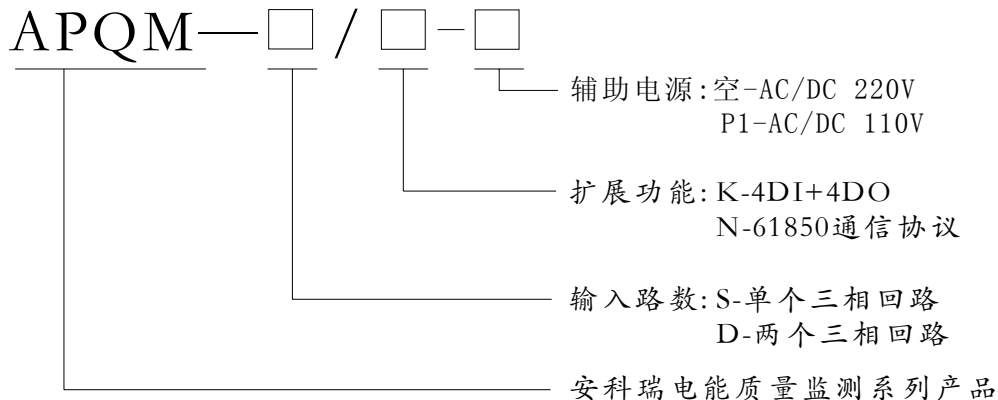 APQM—□/□-□
辅助电源:空-AC/DC 220V
P1-AC/DC 110V
扩展功能:K-4DI+4DO
N-61850通信协议
输入路数:S-单个三相回路
D-两个三相回路
安科瑞电能质量监测系列产品